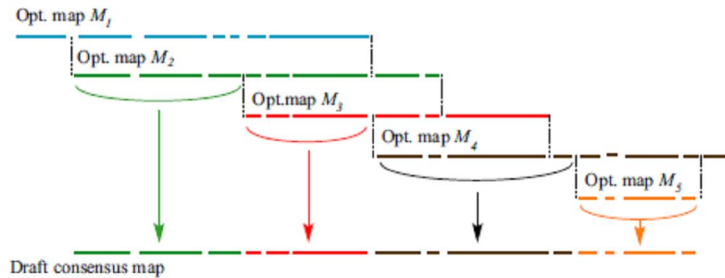 Opt. map M1
Opt. map M2
Opt.map M3
Opt. map M4
Opt. map M5
Draft consensus map